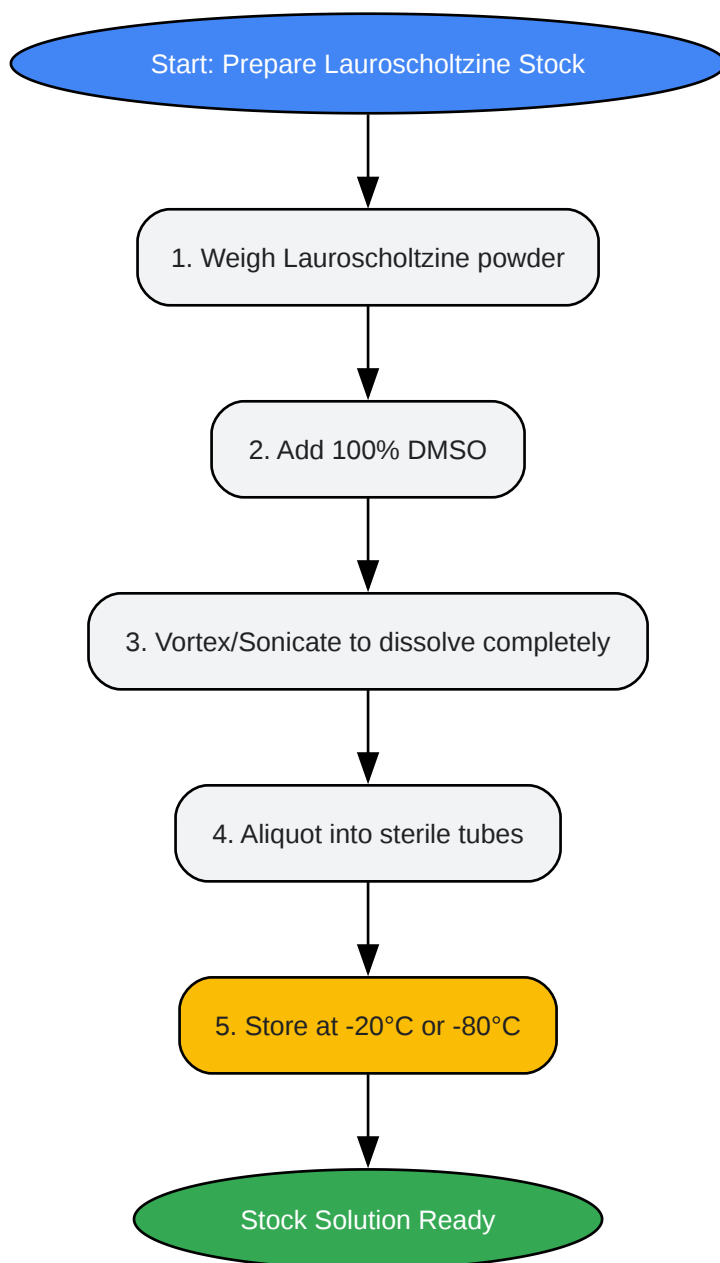 Start: Prepare Lauroscholtzine Stock
1. Weigh Lauroscholtzine powder
2. Add 100% DMSO
3. Vortex/Sonicate to dissolve completely
4. Aliquot into sterile tubes
5. Store at -20°C or -80°C
Stock Solution Ready